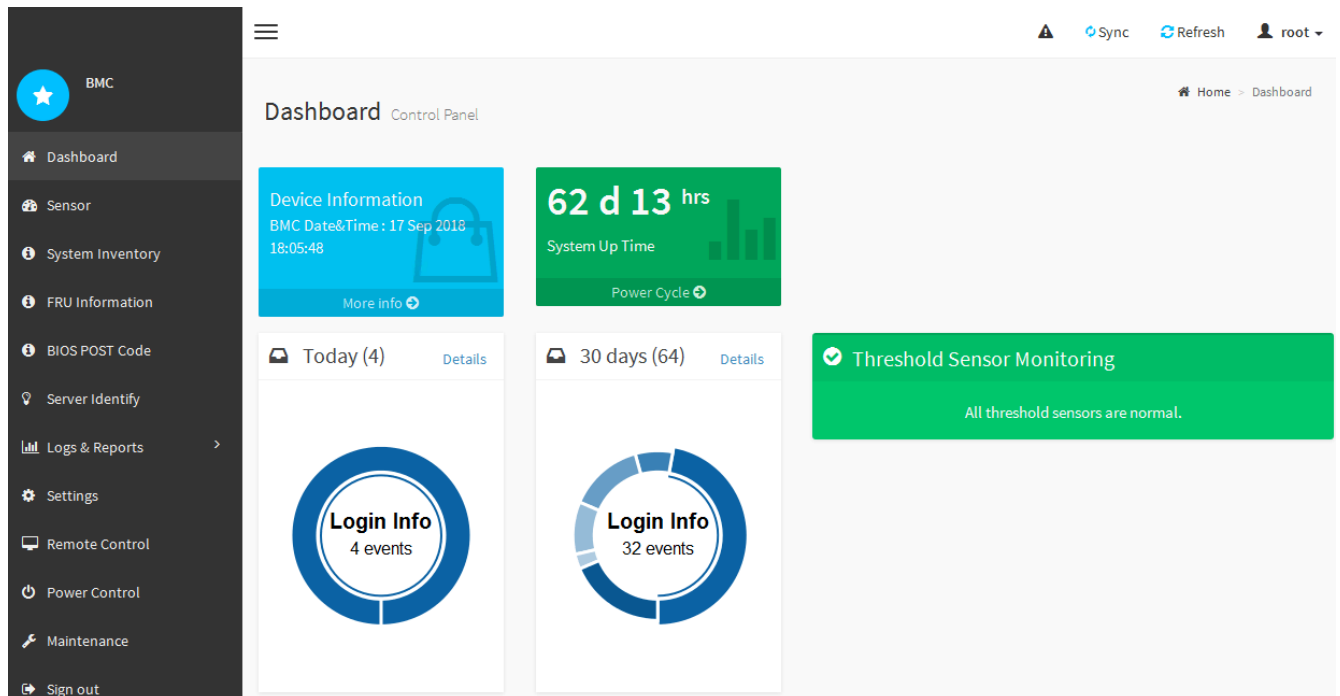 BMC
Dashboard
Sensor
System Inventory
FRU Information
BIOS POST Code
Server Identify
Logs & Reports
Settings
Remote Control
Power Control
Maintenance
Sign out
Sync
Refresh
root
Dashboard Control Panel
Home > Dashboard
Device Information
BMC Date&Time : 17 Sep 2018
18:05:48
More info
62 d 13 hrs
System Up Time
Power Cycle
Today (4)
Details
Login Info
4 events
30 days (64)
Details
Login Info
32 events
Threshold Sensor Monitoring
All threshold sensors are normal.